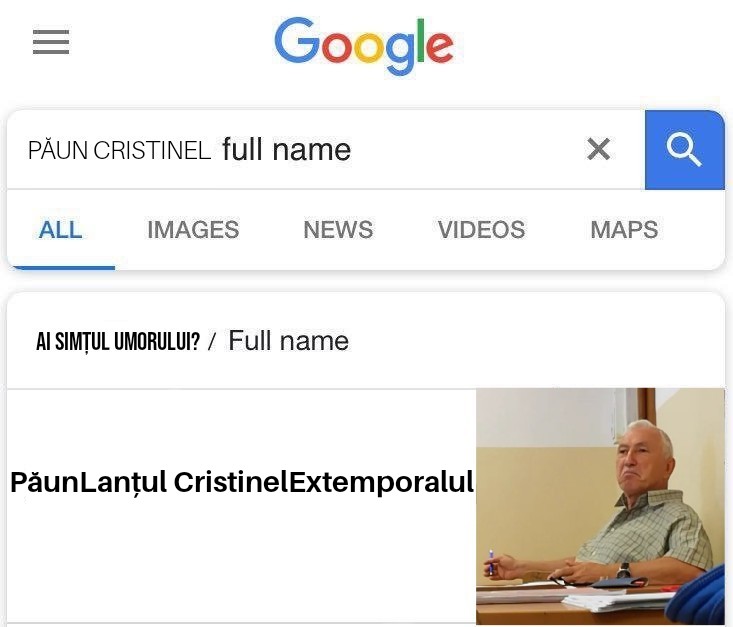 Google
PĂUN CRISTINEL full name
ALL IMAGES NEWS VIDEOS MAPS
AI SIMȚUL UMORULUI? / Full name
PăunLanțul CristinelExtemporalul